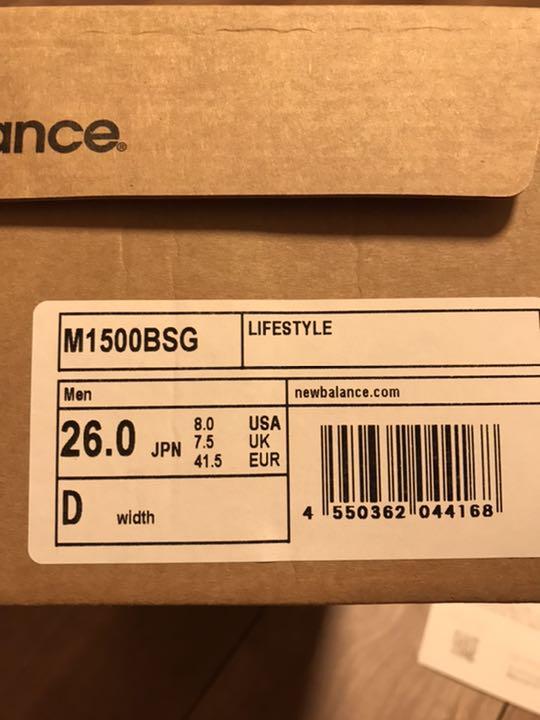 ance®
M1500BSG
LIFESTYLE
Men
newbalance.com
26.0 JPN
8.0 USA
7.5 UK
41.5 EUR
D width
4 550362 044168